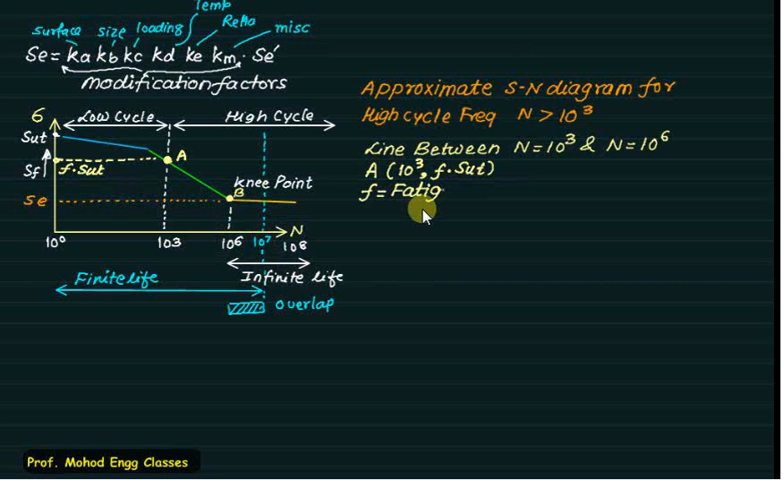 Temp
surface size loading Relia misc
Se = ka kb kc kd ke km · Se′
modification factors
Approximate S-N diagram for
High cycle Freq N > 10³
Line Between N = 10³ & N = 10⁶
A (10³, f·Sut)
f = Fatig
6 Low Cycle High Cycle
Sut
A
f·Sut
Sf
Knee Point
B
Se
N
10⁰ 103 10⁶ 10⁷ 108
Finite life Infinite life
overlap
Prof. Mohod Engg Classes